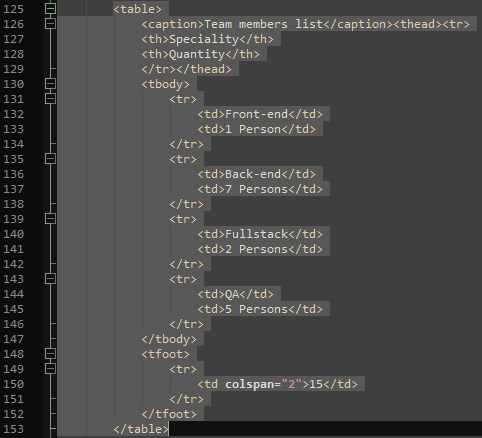 125 <table>
126 <caption>Team members list</caption><thead><tr>
127 <th>Speciality</th>
128 <th>Quantity</th>
129 </tr></thead>
130 <tbody>
131 <tr>
132 <td>Front-end</td>
133 <td>1 Person</td>
134 </tr>
135 <tr>
136 <td>Back-end</td>
137 <td>7 Persons</td>
138 </tr>
139 <tr>
140 <td>Fullstack</td>
141 <td>2 Persons</td>
142 </tr>
143 <tr>
144 <td>QA</td>
145 <td>5 Persons</td>
146 </tr>
147 </tbody>
148 <tfoot>
149 <tr>
150 <td colspan="2">15</td>
151 </tr>
152 </tfoot>
153 </table>